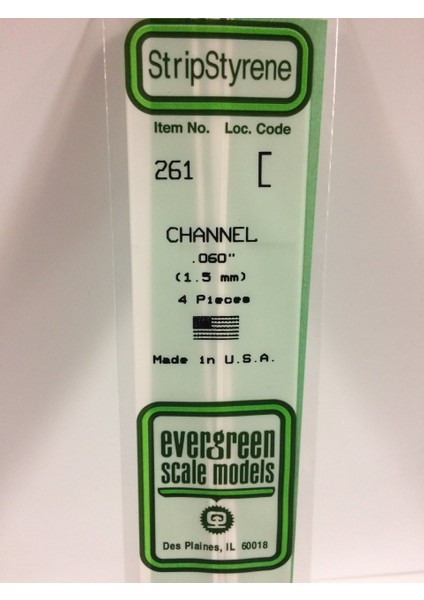 StripStyrene
Item No. Loc. Code
261
CHANNEL
.060"
(1.5 mm)
4 Pieces
Made in U.S.A.
evergreen
scale models
Des Plaines, IL 60018